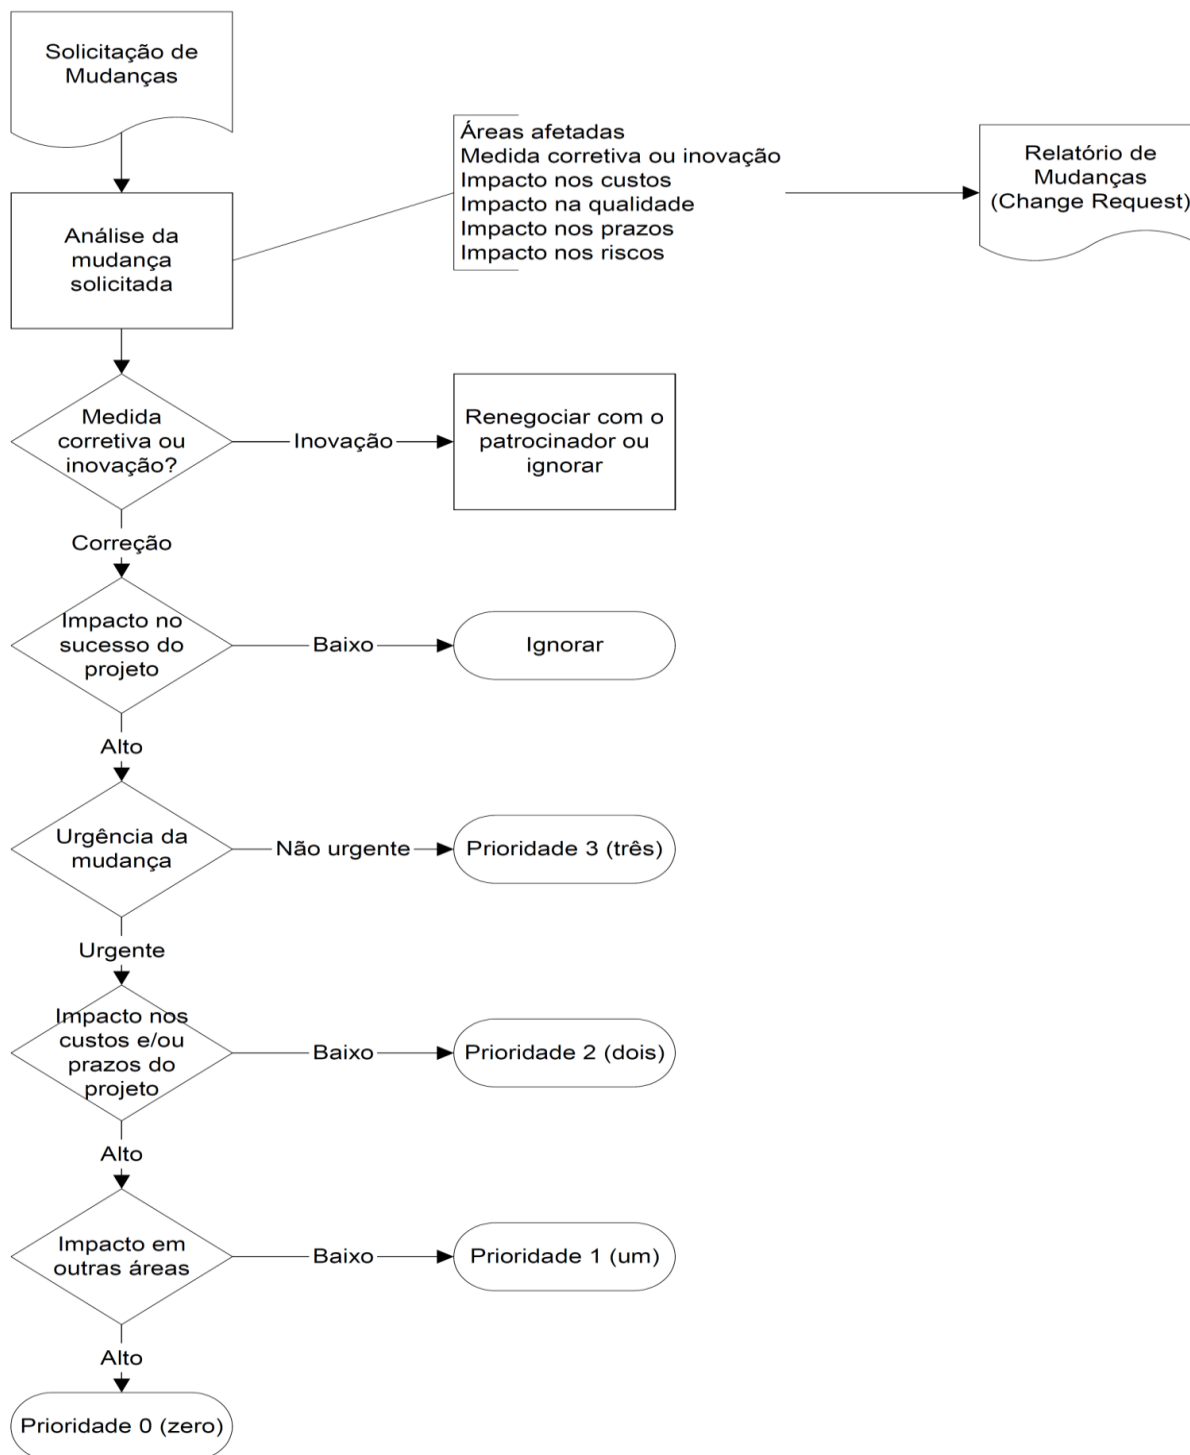 Solicitação de
Mudanças
Áreas afetadas
Medida corretiva ou inovação
Impacto nos custos
Impacto na qualidade
Impacto nos prazos
Impacto nos riscos
Relatório de
Mudanças
(Change Request)
Análise da
mudança
solicitada
Medida
corretiva ou
inovação?
Inovação
Renegociar com o
patrocinador ou
ignorar
Correção
Impacto no
sucesso do
projeto
Baixo
Ignorar
Alto
Urgência da
mudança
Não urgente
Prioridade 3 (três)
Urgente
Impacto nos
custos e/ou
prazos do
projeto
Baixo
Prioridade 2 (dois)
Alto
Impacto em
outras áreas
Baixo
Prioridade 1 (um)
Alto
Prioridade 0 (zero)